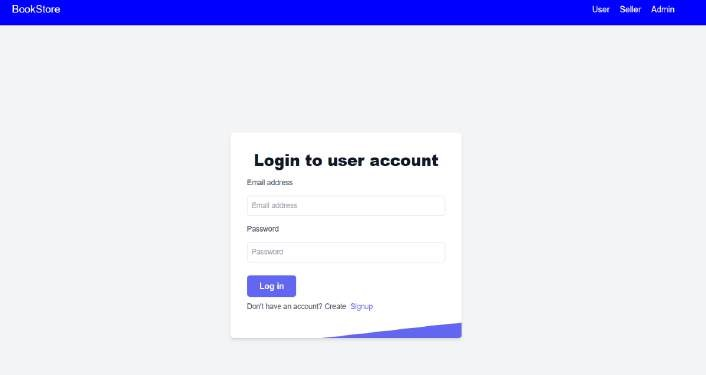 BookStore
User Seller Admin
Login to user account
Email address
Email address
Password
Password
Log in
Don't have an account? Create Signup